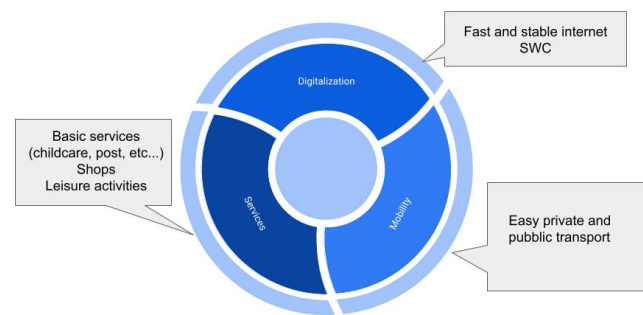 Fast and stable internet
SWC
Digitalization
Basic services
(childcare, post, etc...)
Shops
Leisure activities
Services
Mobility
Easy private and
pubblic transport